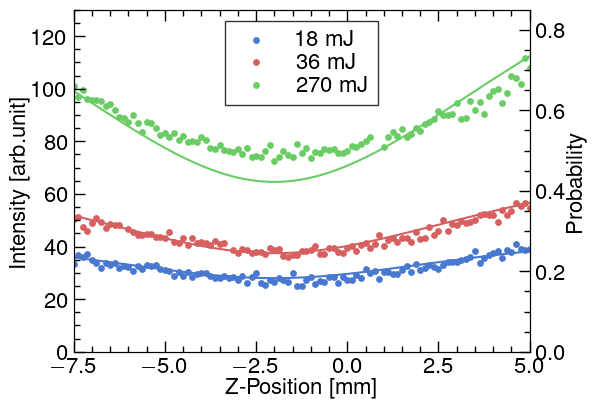 18 mJ
36 mJ
270 mJ
Intensity [arb.unit]
120
100
80
60
40
20
0
Probability
0.8
0.6
0.4
0.2
0.0
−7.5 −5.0 −2.5 0.0 2.5 5.0
Z-Position [mm]